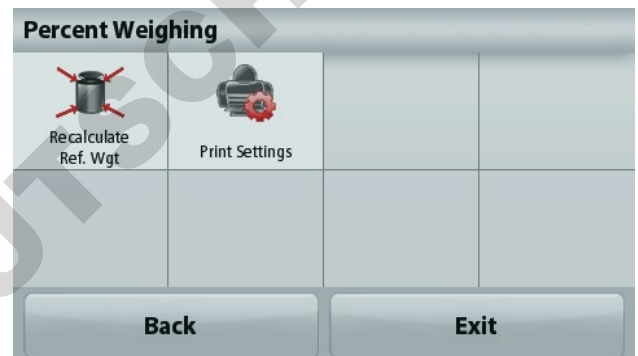 Percent Weighing
Recalculate
Ref. Wgt
Print Settings
Back
Exit